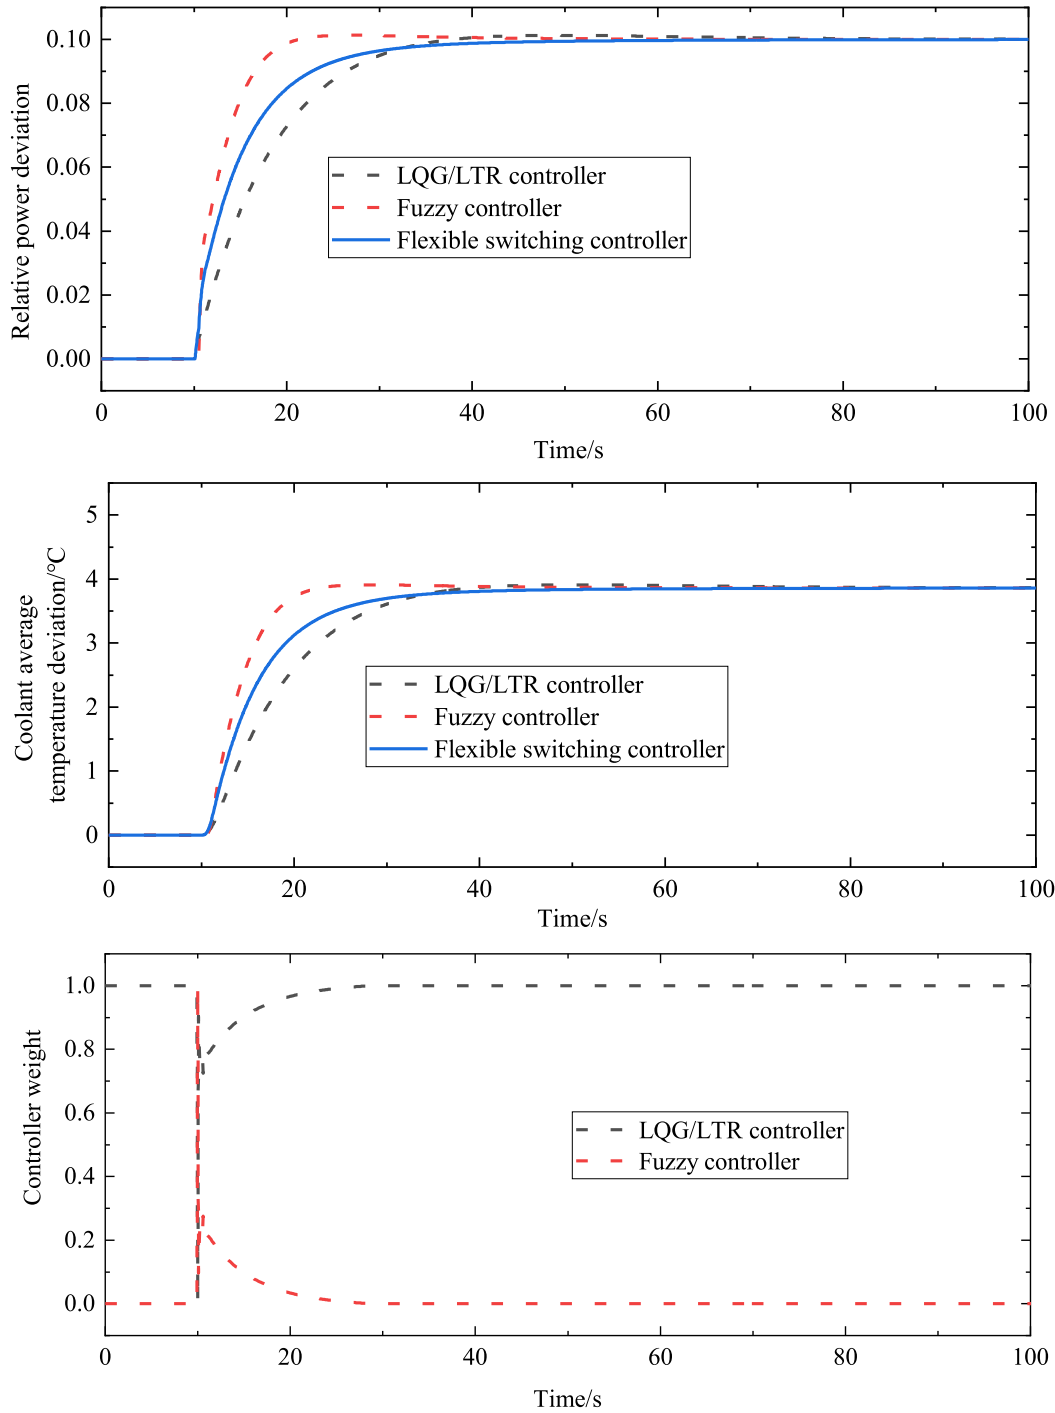 0.10
0.08
0.06
0.04
0.02
0.00
Relative power deviation
LQG/LTR controller
Fuzzy controller
Flexible switching controller
0 20 40 60 80 100
Time/s
5
4
3
2
1
0
Coolant average
temperature deviation/°C
LQG/LTR controller
Fuzzy controller
Flexible switching controller
0 20 40 60 80 100
Time/s
1.0
0.8
0.6
0.4
0.2
0.0
Controller weight
LQG/LTR controller
Fuzzy controller
0 20 40 60 80 100
Time/s